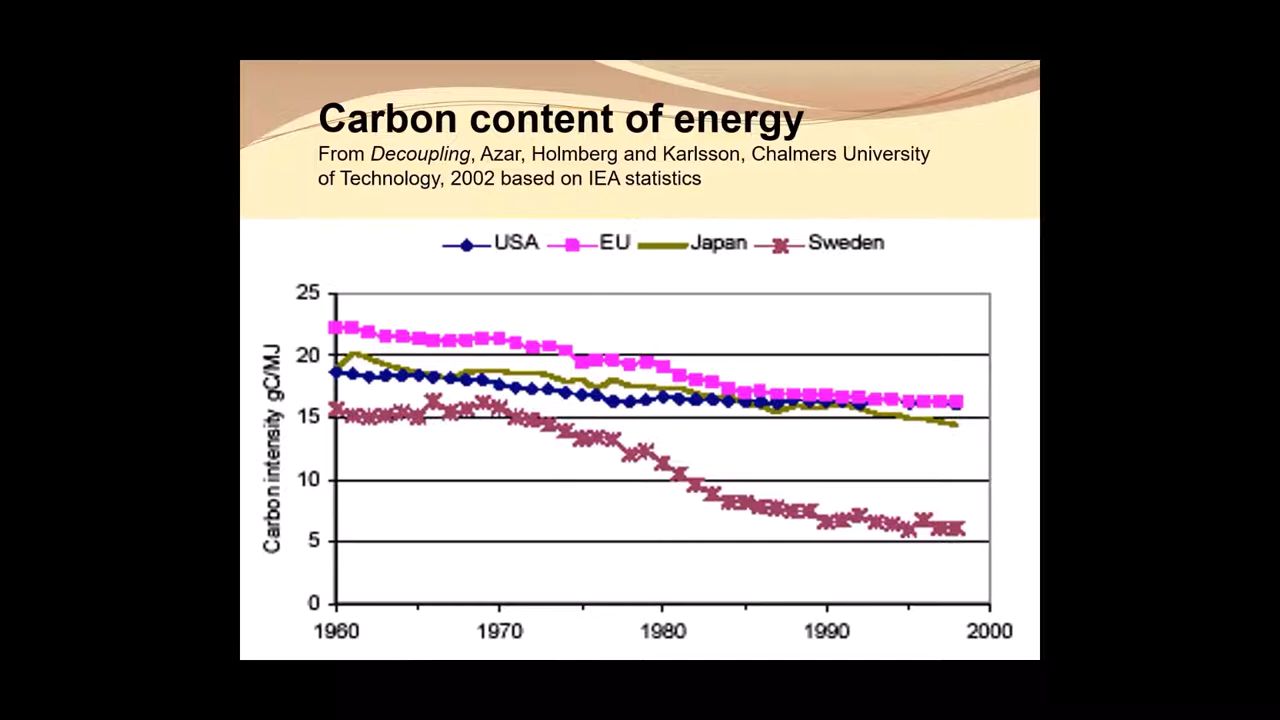 Carbon content of energy
From Decoupling, Azar, Holmberg and Karlsson, Chalmers University
of Technology, 2002 based on IEA statistics
USA EU Japan Sweden
Carbon intensity gC/MJ
25
20
15
10
5
0
1960 1970 1980 1990 2000